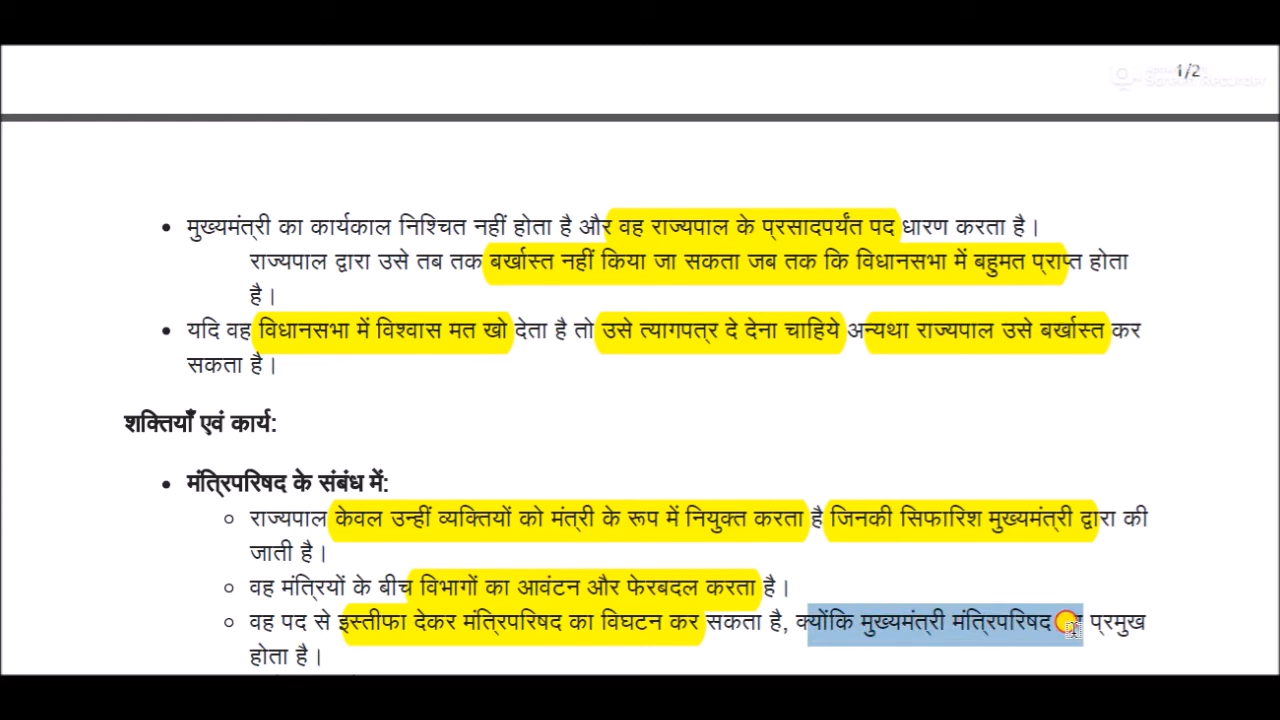 1/2
मुख्यमंत्री का कार्यकाल निश्चित नहीं होता है और वह राज्यपाल के प्रसादपर्यंत पद धारण करता है।
राज्यपाल द्वारा उसे तब तक बर्खास्त नहीं किया जा सकता जब तक कि विधानसभा में बहुमत प्राप्त होता
है।
यदि वह विधानसभा में विश्वास मत खो देता है तो उसे त्यागपत्र दे देना चाहिये अन्यथा राज्यपाल उसे बर्खास्त कर
सकता है।
शक्तियाँ एवं कार्य:
मंत्रिपरिषद के संबंध में:
राज्यपाल केवल उन्हीं व्यक्तियों को मंत्री के रूप में नियुक्त करता है जिनकी सिफारिश मुख्यमंत्री द्वारा की
जाती है।
वह मंत्रियों के बीच विभागों का आवंटन और फेरबदल करता है।
वह पद से इस्तीफा देकर मंत्रिपरिषद का विघटन कर सकता है, क्योंकि मुख्यमंत्री मंत्रिपरिषद प्रमुख
होता है।